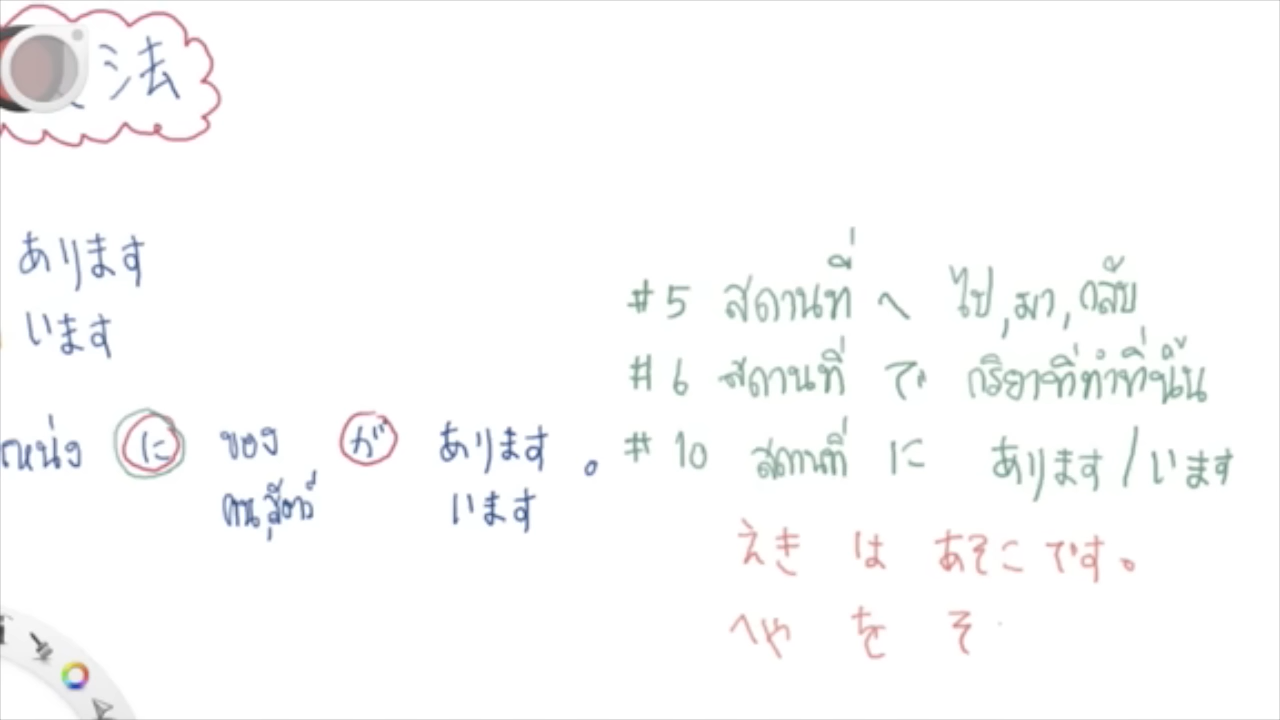 法
あります
います
แหน่ง に ของ が あります 。
คน,สัตว์ います
#5 สถานที่ へ ไป,มา,กลับ
#6 สถานที่ で กริยาที่ทำที่นั้น
#10 สถานที่ に あります/います
えき は あそこ です。
へや を そ